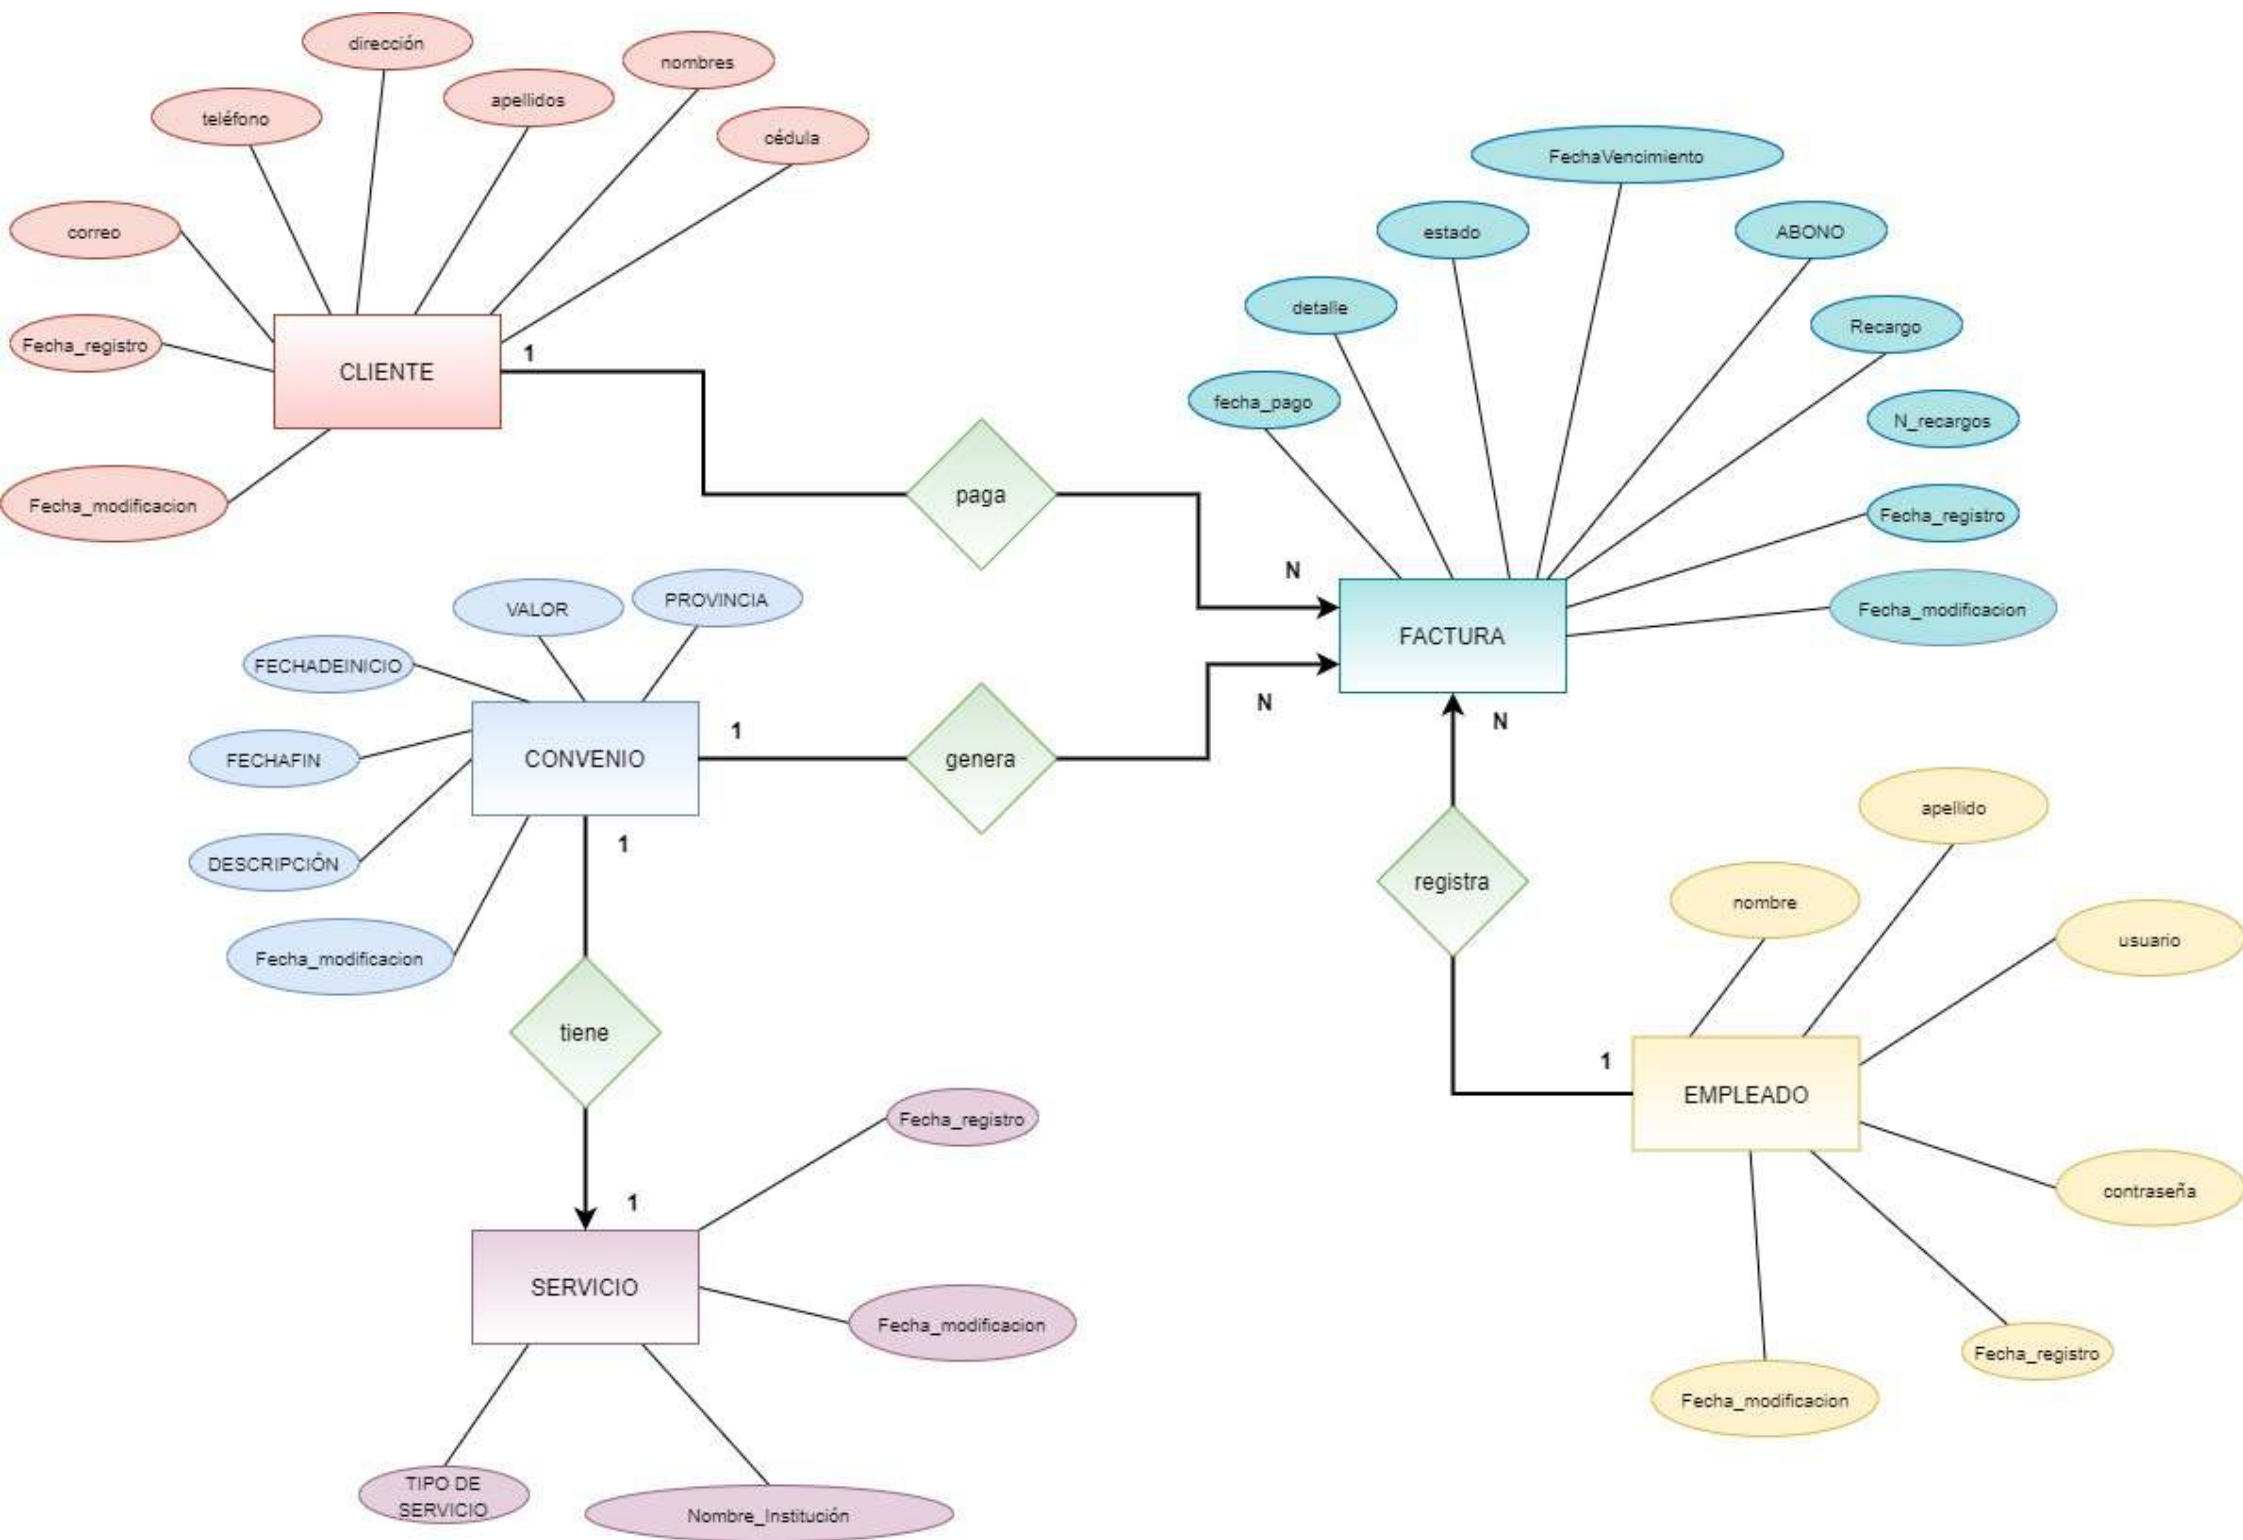 dirección
nombres
apellidos
teléfono
cédula
correo
Fecha_registro
CLIENTE
1
Fecha_modificacion
FechaVencimiento
estado
ABONO
detalle
Recargo
fecha_pago
N_recargos
Fecha_registro
Fecha_modificacion
paga
N
FACTURA
VALOR
PROVINCIA
FECHADEINICIO
FECHAFIN
CONVENIO
1
genera
N
N
DESCRIPCIÓN
1
Fecha_modificacion
registra
apellido
nombre
usuario
1
EMPLEADO
contraseña
Fecha_registro
Fecha_modificacion
tiene
1
Fecha_registro
SERVICIO
Fecha_modificacion
TIPO DE
SERVICIO
Nombre_Institución